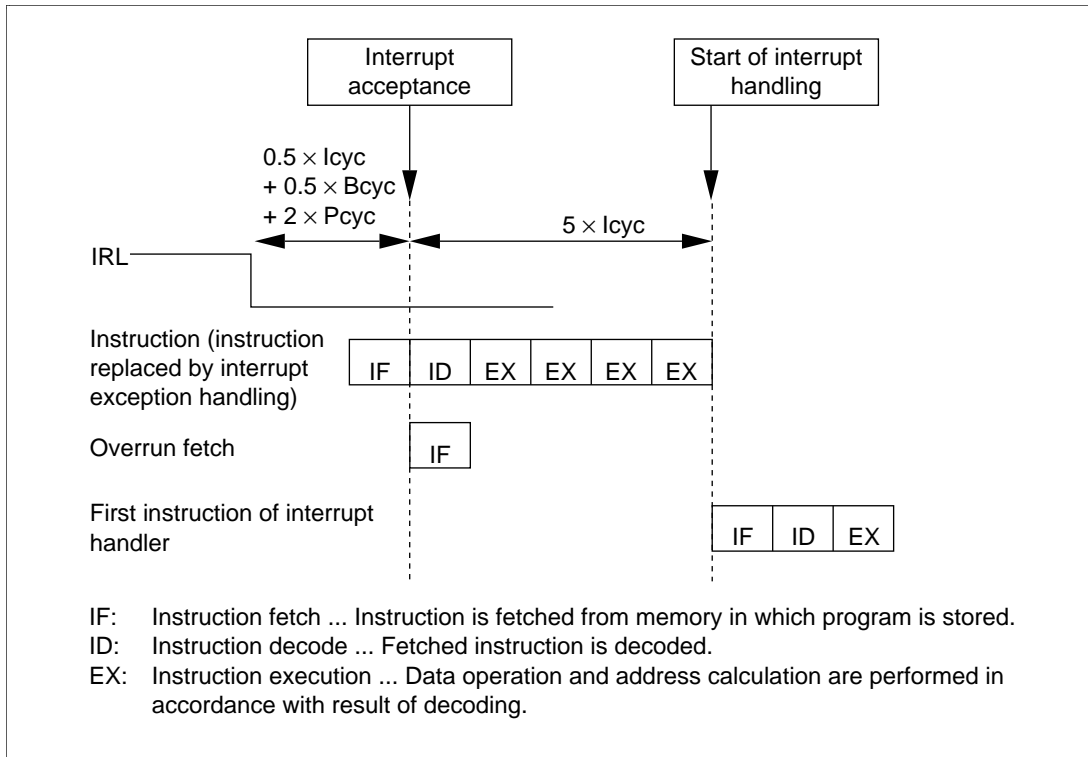 Interrupt
acceptance
Start of interrupt
handling
0.5 × Icyc
+ 0.5 × Bcyc
+ 2 × Pcyc
5 × Icyc
IRL
Instruction (instruction
replaced by interrupt
exception handling)
IF ID EX EX EX EX
Overrun fetch
IF
First instruction of interrupt
handler
IF ID EX
IF: Instruction fetch ... Instruction is fetched from memory in which program is stored.
ID: Instruction decode ... Fetched instruction is decoded.
EX: Instruction execution ... Data operation and address calculation are performed in
accordance with result of decoding.